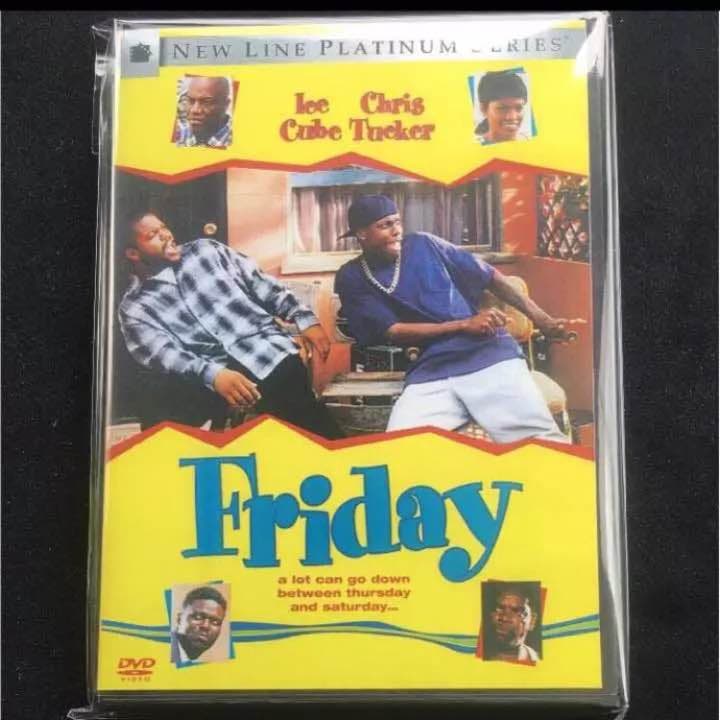 NEW LINE PLATINUM SERIES
Ice Chris
Cube Tucker
Friday
a lot can go down
between thursday
and saturday...
DVD
VIDEO